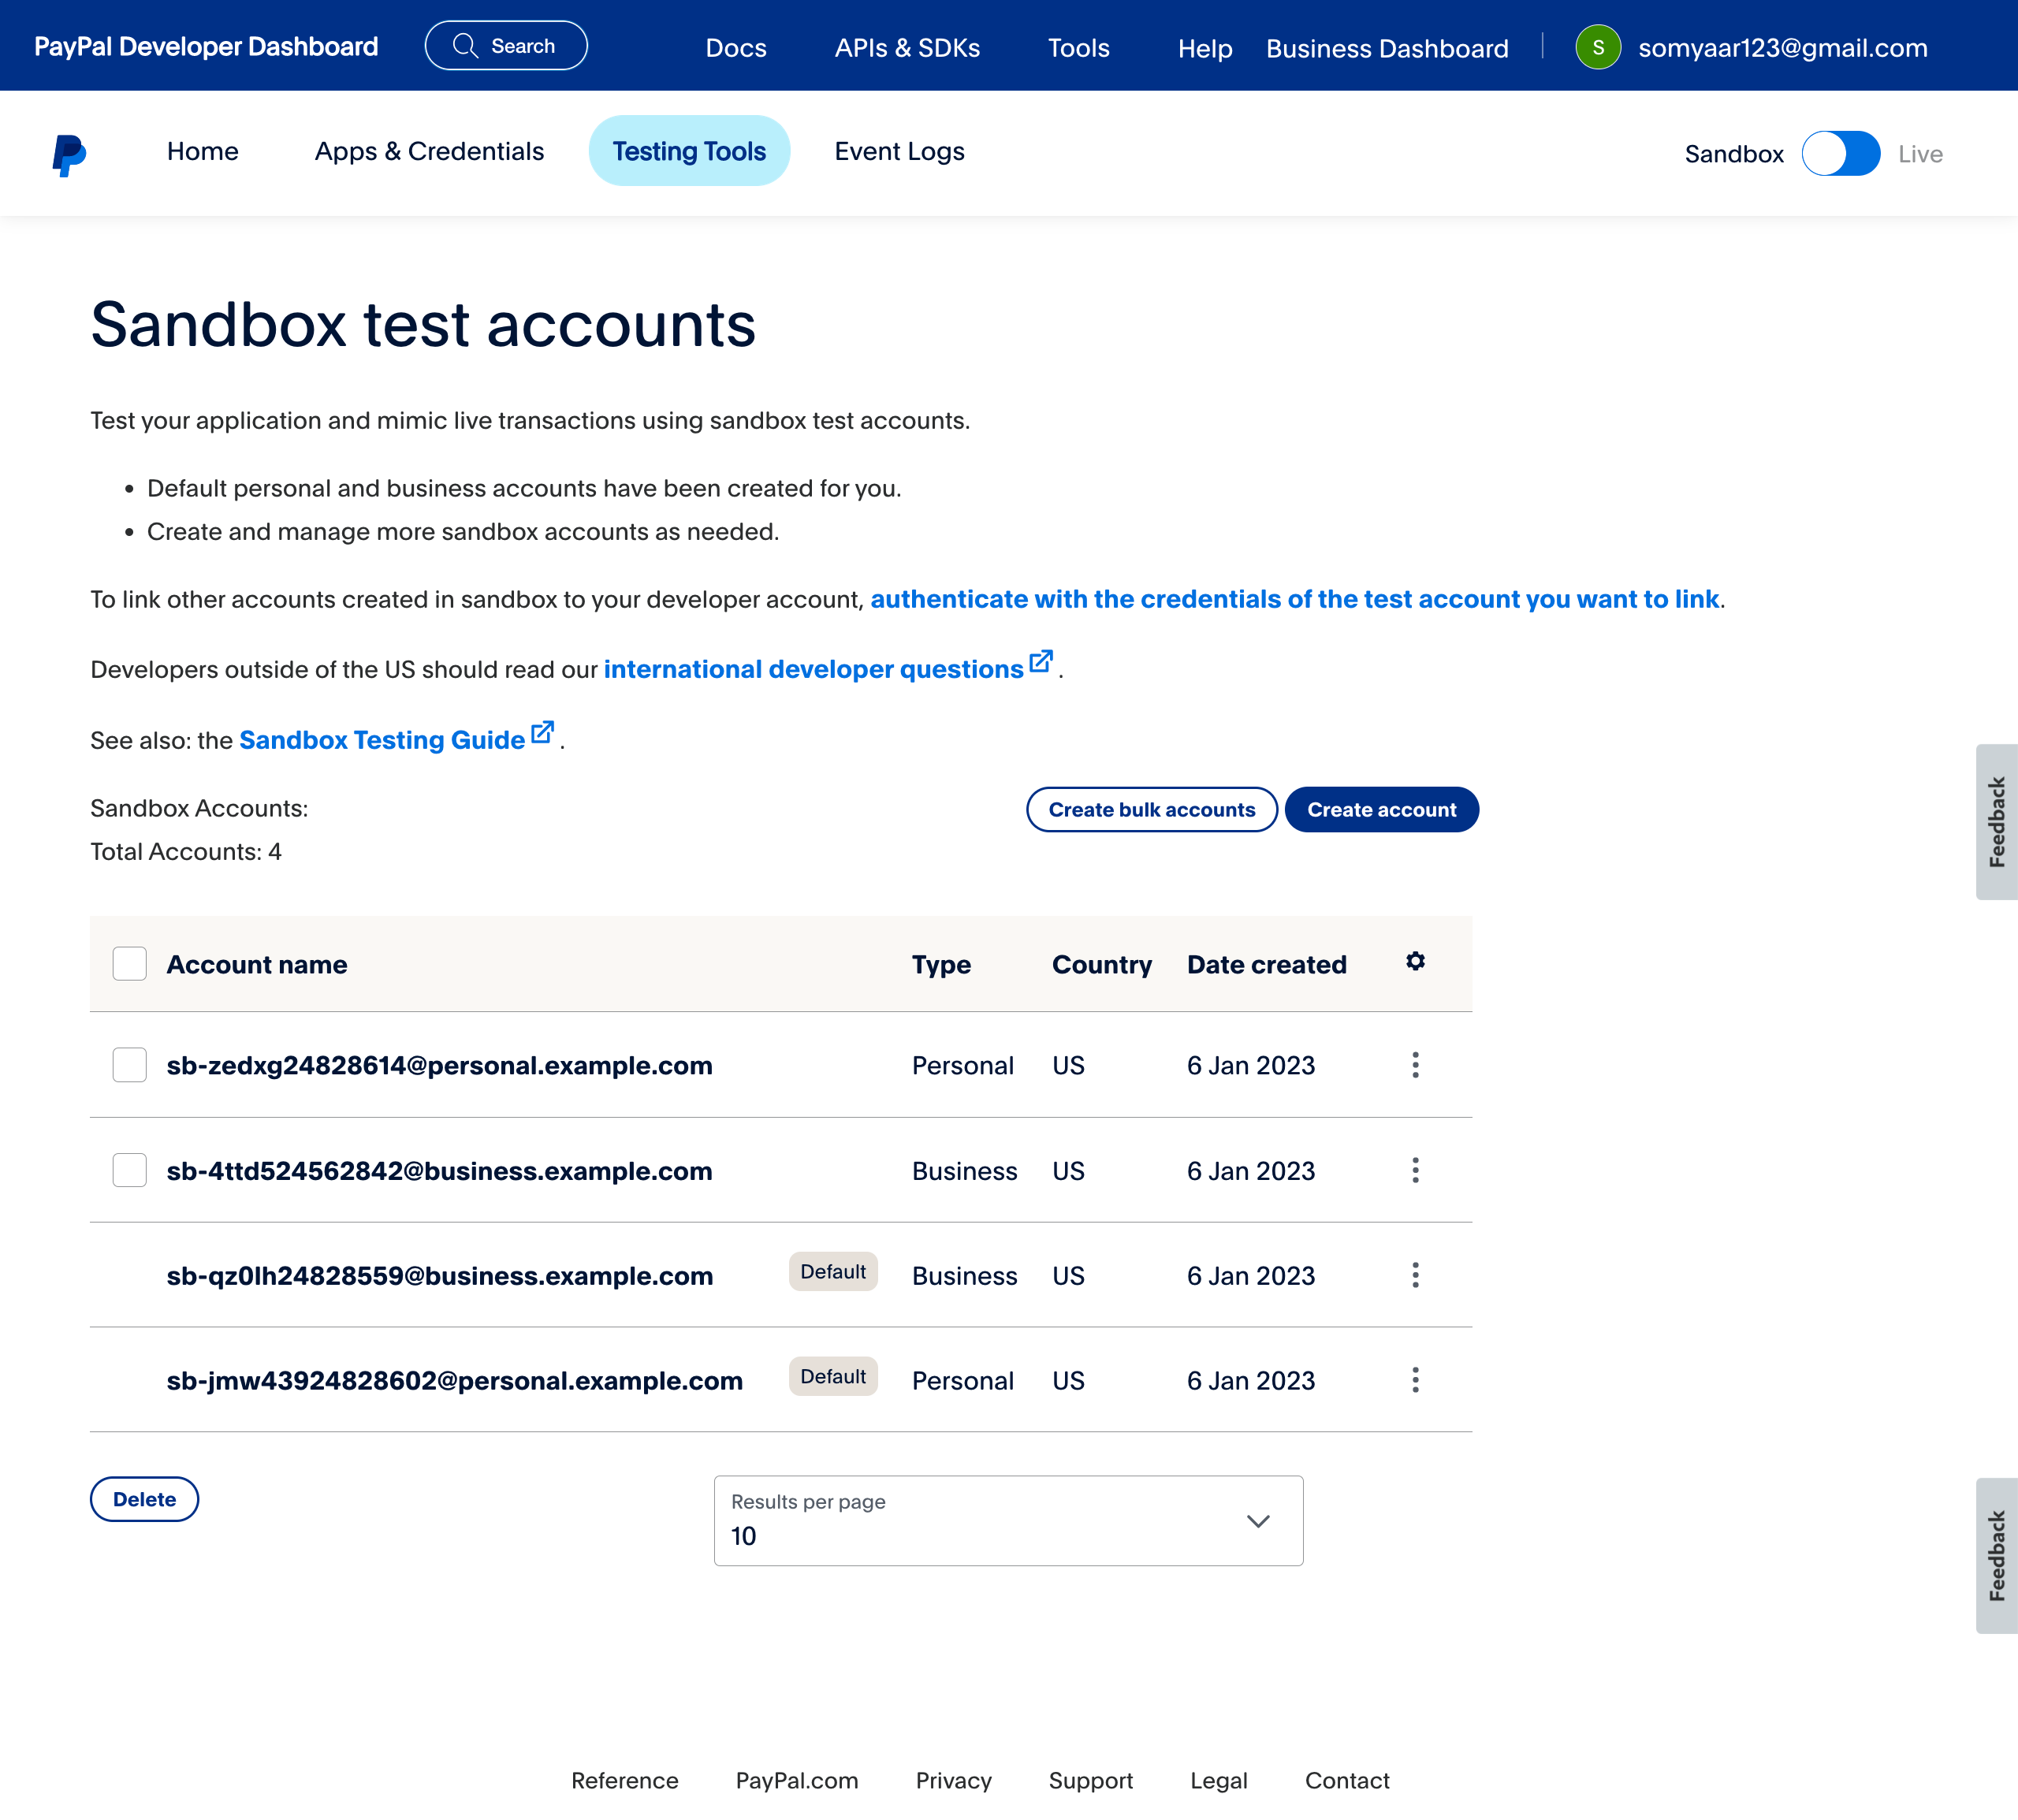 PayPal Developer Dashboard
Search
Docs
APIs & SDKs
Tools
Help
Business Dashboard
S
somyaar123@gmail.com
Home
Apps & Credentials
Testing Tools
Event Logs
Sandbox
Live
Sandbox test accounts
Test your application and mimic live transactions using sandbox test accounts.
• Default personal and business accounts have been created for you.
• Create and manage more sandbox accounts as needed.
To link other accounts created in sandbox to your developer account, authenticate with the credentials of the test account you want to link.
Developers outside of the US should read our international developer questions .
See also: the Sandbox Testing Guide .
Sandbox Accounts:
Total Accounts: 4
Create bulk accounts
Create account
Feedback
Account name Type Country Date created
sb-zedxg24828614@personal.example.com Personal US 6 Jan 2023
sb-4ttd524562842@business.example.com Business US 6 Jan 2023
sb-qz0lh24828559@business.example.com Default Business US 6 Jan 2023
sb-jmw43924828602@personal.example.com Default Personal US 6 Jan 2023
Delete
Results per page
10
Feedback
Reference
PayPal.com
Privacy
Support
Legal
Contact